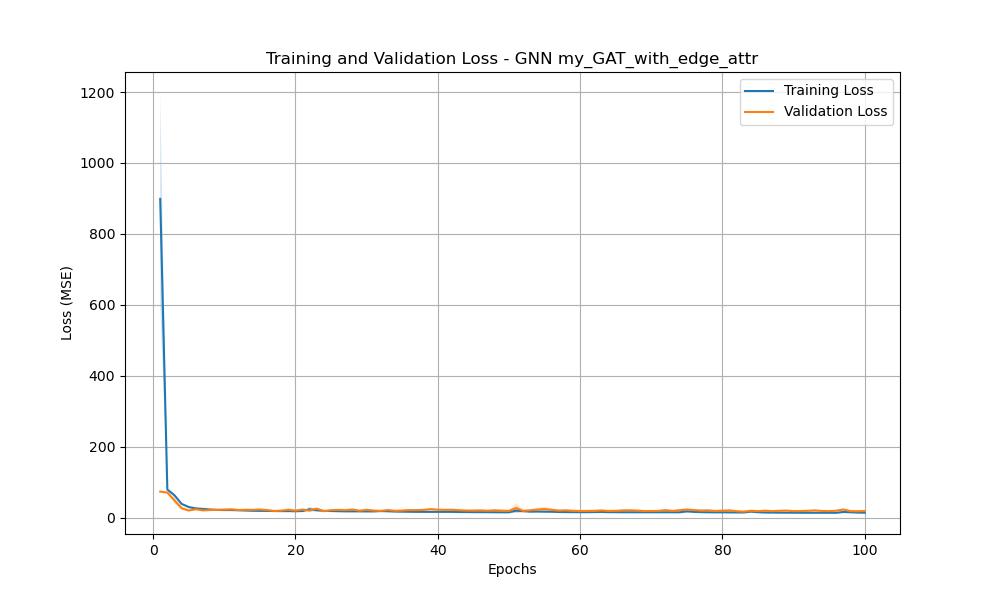 Training and Validation Loss - GNN my_GAT_with_edge_attr
Training Loss
Validation Loss
1200
1000
800
600
400
200
0
Loss (MSE)
0 20 40 60 80 100
Epochs